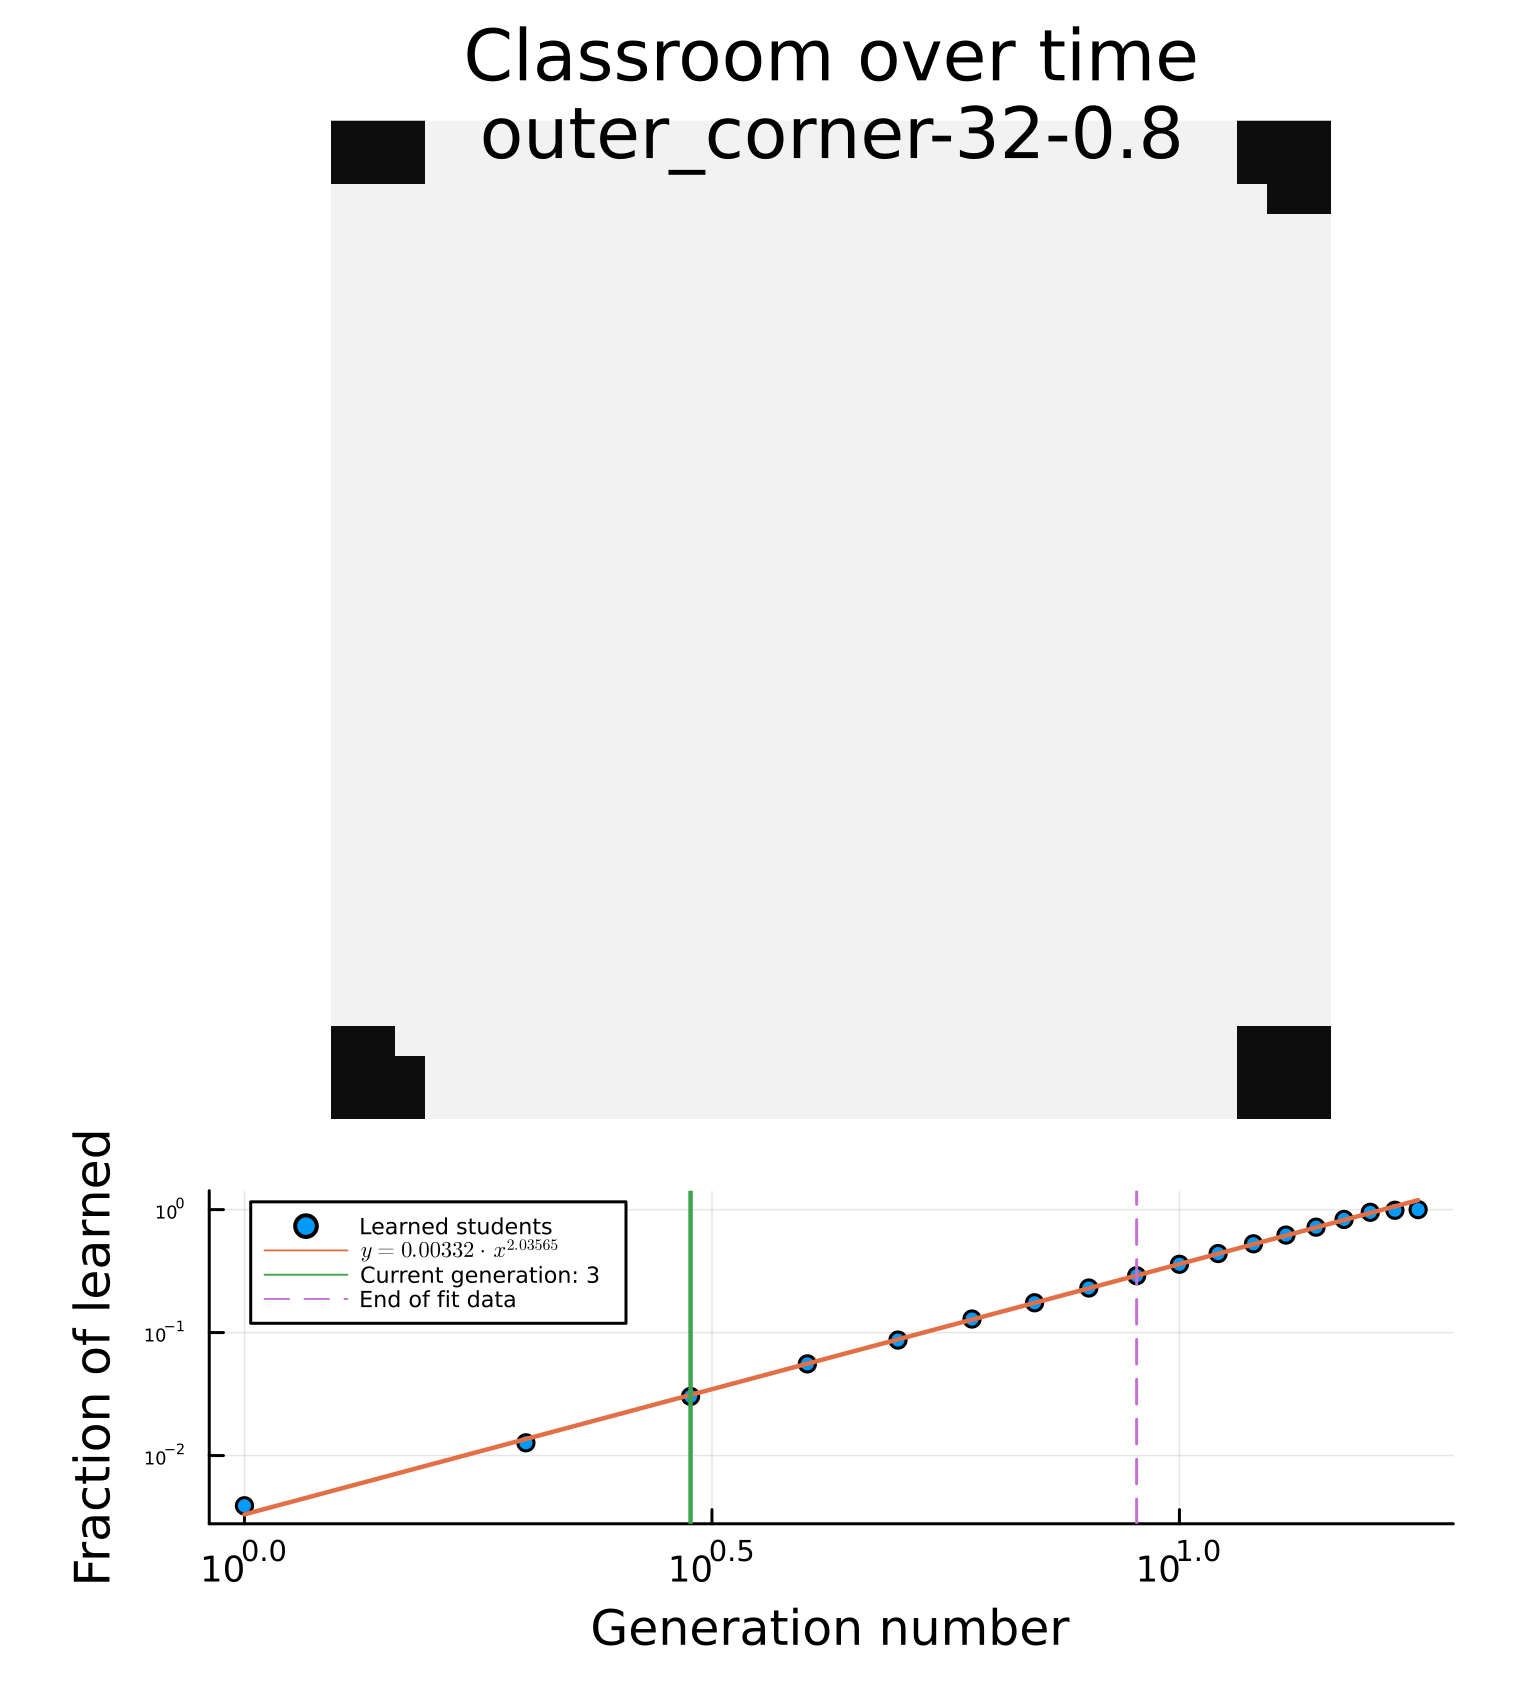 Classroom over time
outer_corner-32-0.8
Fraction of learned
10^0
10^−1
10^−2
Learned students
y = 0.00332 · x^2.03565
Current generation: 3
End of fit data
10^0.0 10^0.5 10^1.0
Generation number